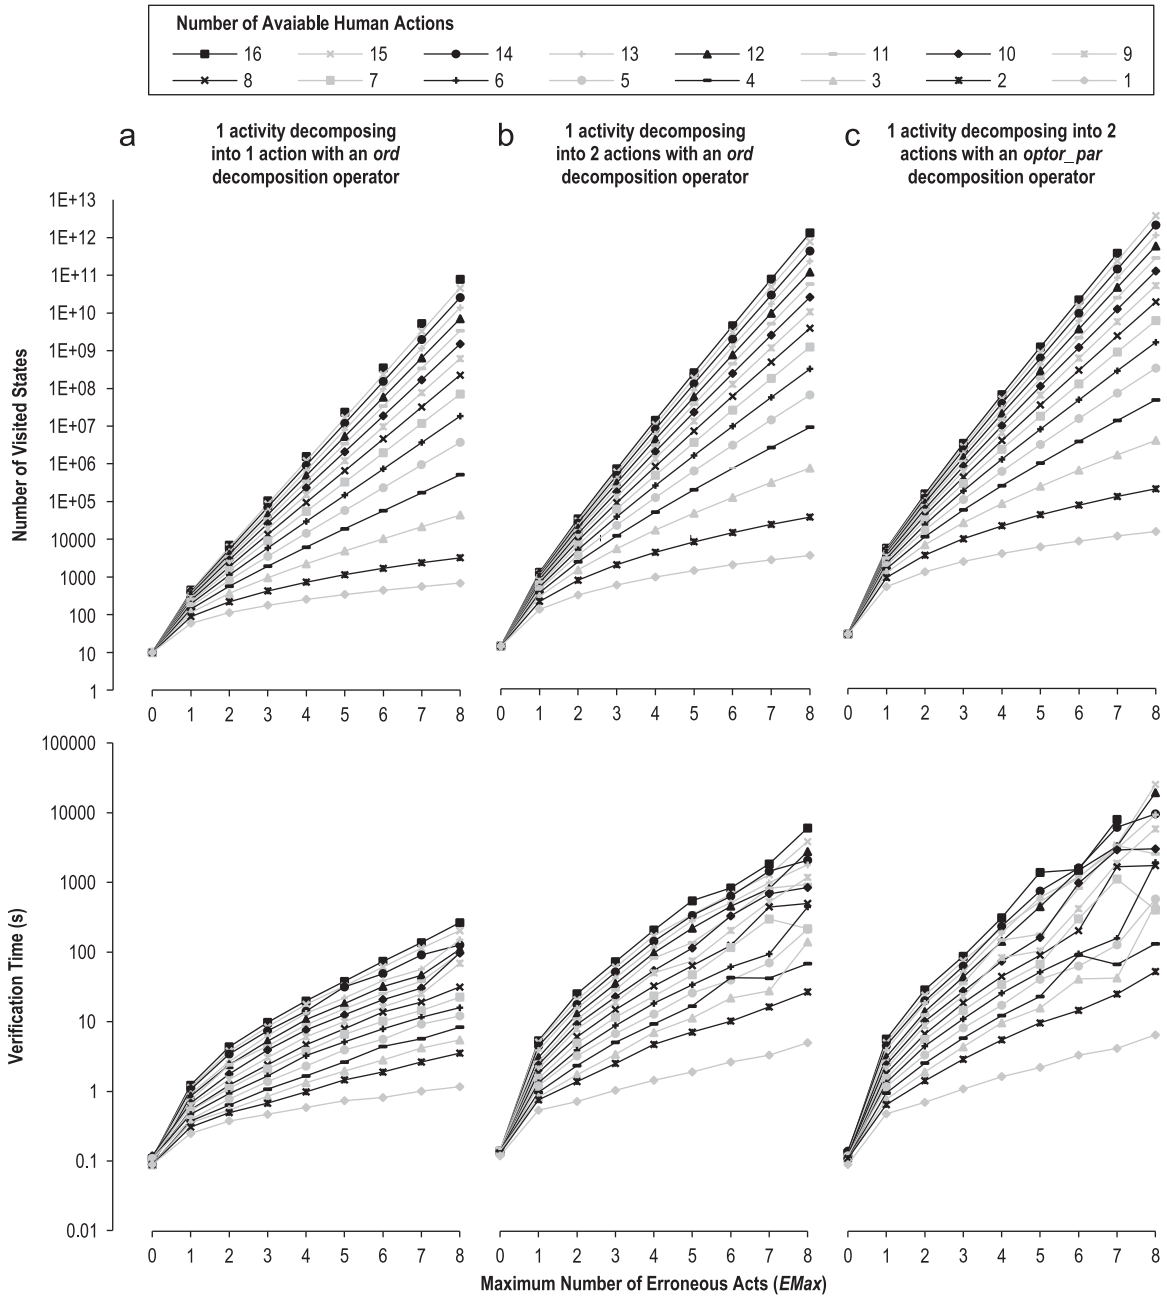 Number of Avaiable Human Actions
16 15 14 13 12 11 10 9
8 7 6 5 4 3 2 1
a
1 activity decomposing
into 1 action with an ord
decomposition operator
b
1 activity decomposing
into 2 actions with an ord
decomposition operator
c
1 activity decomposing into 2
actions with an optor_par
decomposition operator
Number of Visited States
1E+13
1E+12
1E+11
1E+10
1E+09
1E+08
1E+07
1E+06
1E+05
10000
1000
100
10
1
0 1 2 3 4 5 6 7 8
0 1 2 3 4 5 6 7 8
0 1 2 3 4 5 6 7 8
Verification Time (s)
100000
10000
1000
100
10
1
0.1
0.01
0 1 2 3 4 5 6 7 8
0 1 2 3 4 5 6 7 8
0 1 2 3 4 5 6 7 8
Maximum Number of Erroneous Acts (EMax)